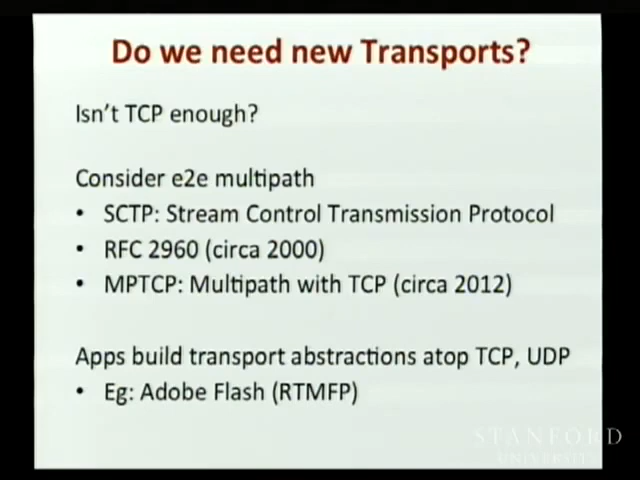 Do we need new Transports?
Isn't TCP enough?
Consider e2e multipath
• SCTP: Stream Control Transmission Protocol
• RFC 2960 (circa 2000)
• MPTCP: Multipath with TCP (circa 2012)
Apps build transport abstractions atop TCP, UDP
• Eg: Adobe Flash (RTMFP)
STANFORD
UNIVERSITY